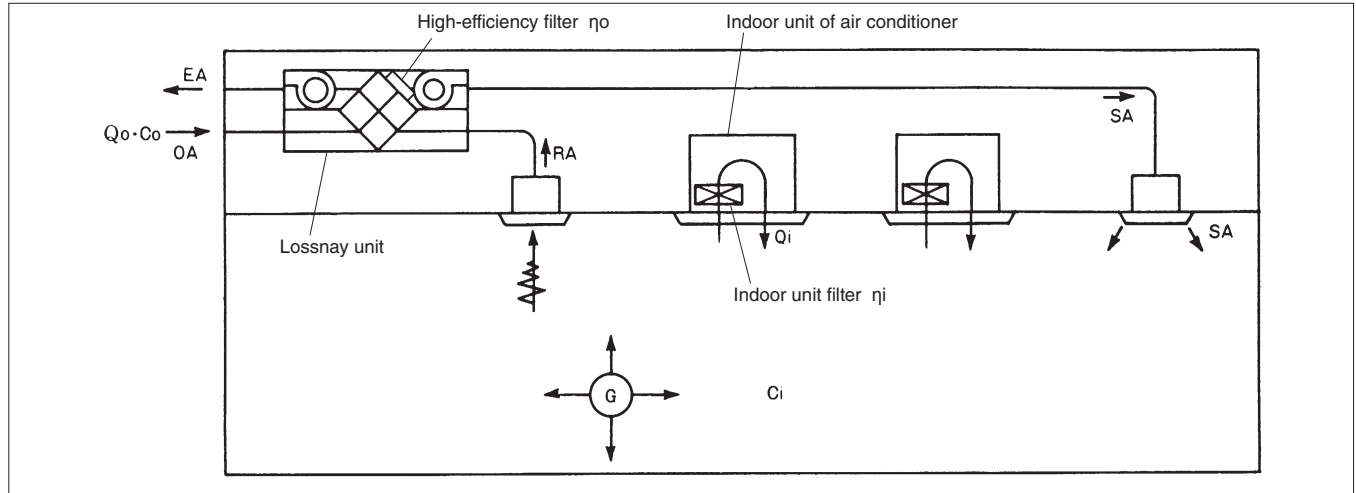 High-efficiency filter ηo
Indoor unit of air conditioner
EA
Qo·Co
OA
SA
RA
Lossnay unit
Qi
SA
Indoor unit filter ηi
G
Ci